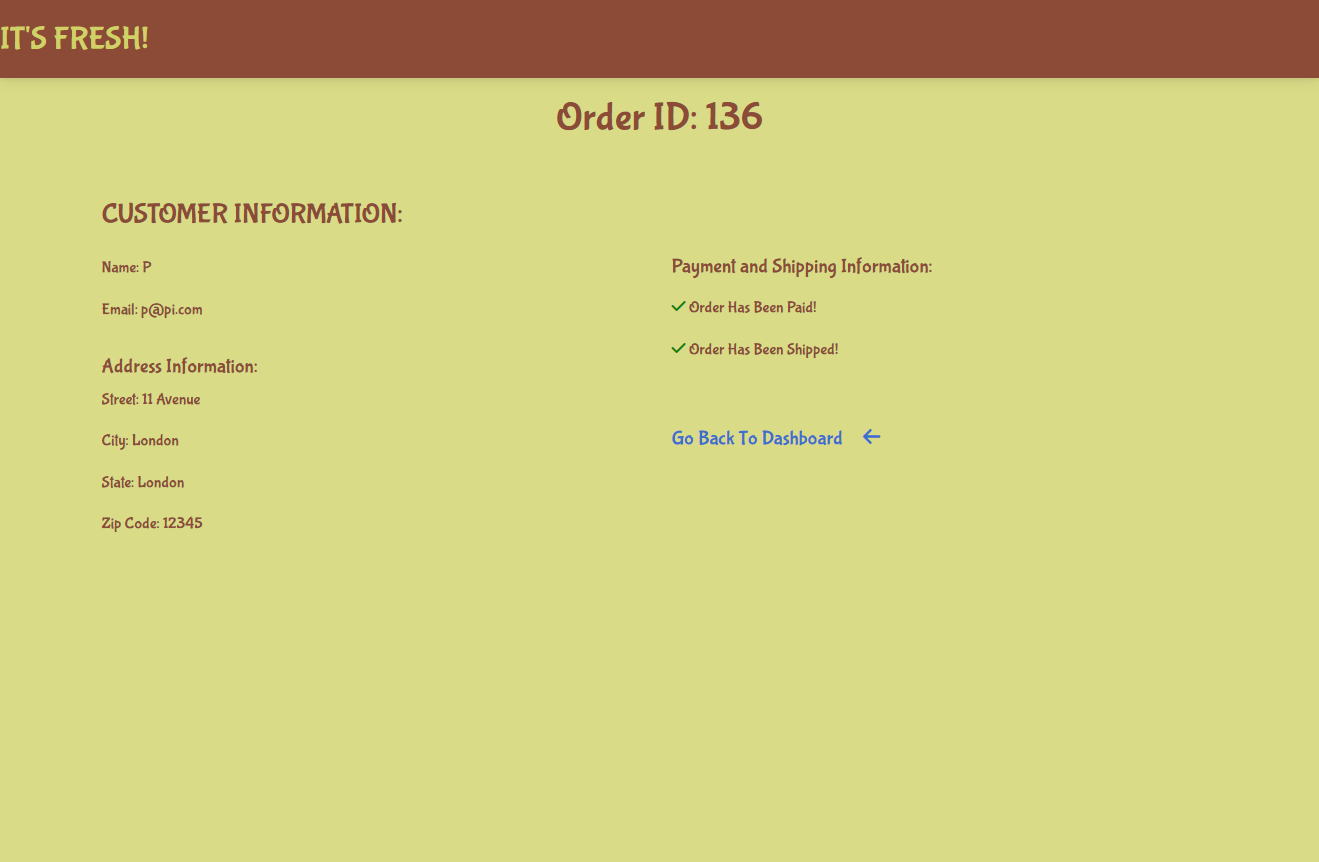 IT'S FRESH!
Order ID: 136
CUSTOMER INFORMATION:
Name: P
Email: p@pi.com
Address Information:
Street: 11 Avenue
City: London
State: London
Zip Code: 12345
Payment and Shipping Information:
Order Has Been Paid!
Order Has Been Shipped!
Go Back To Dashboard